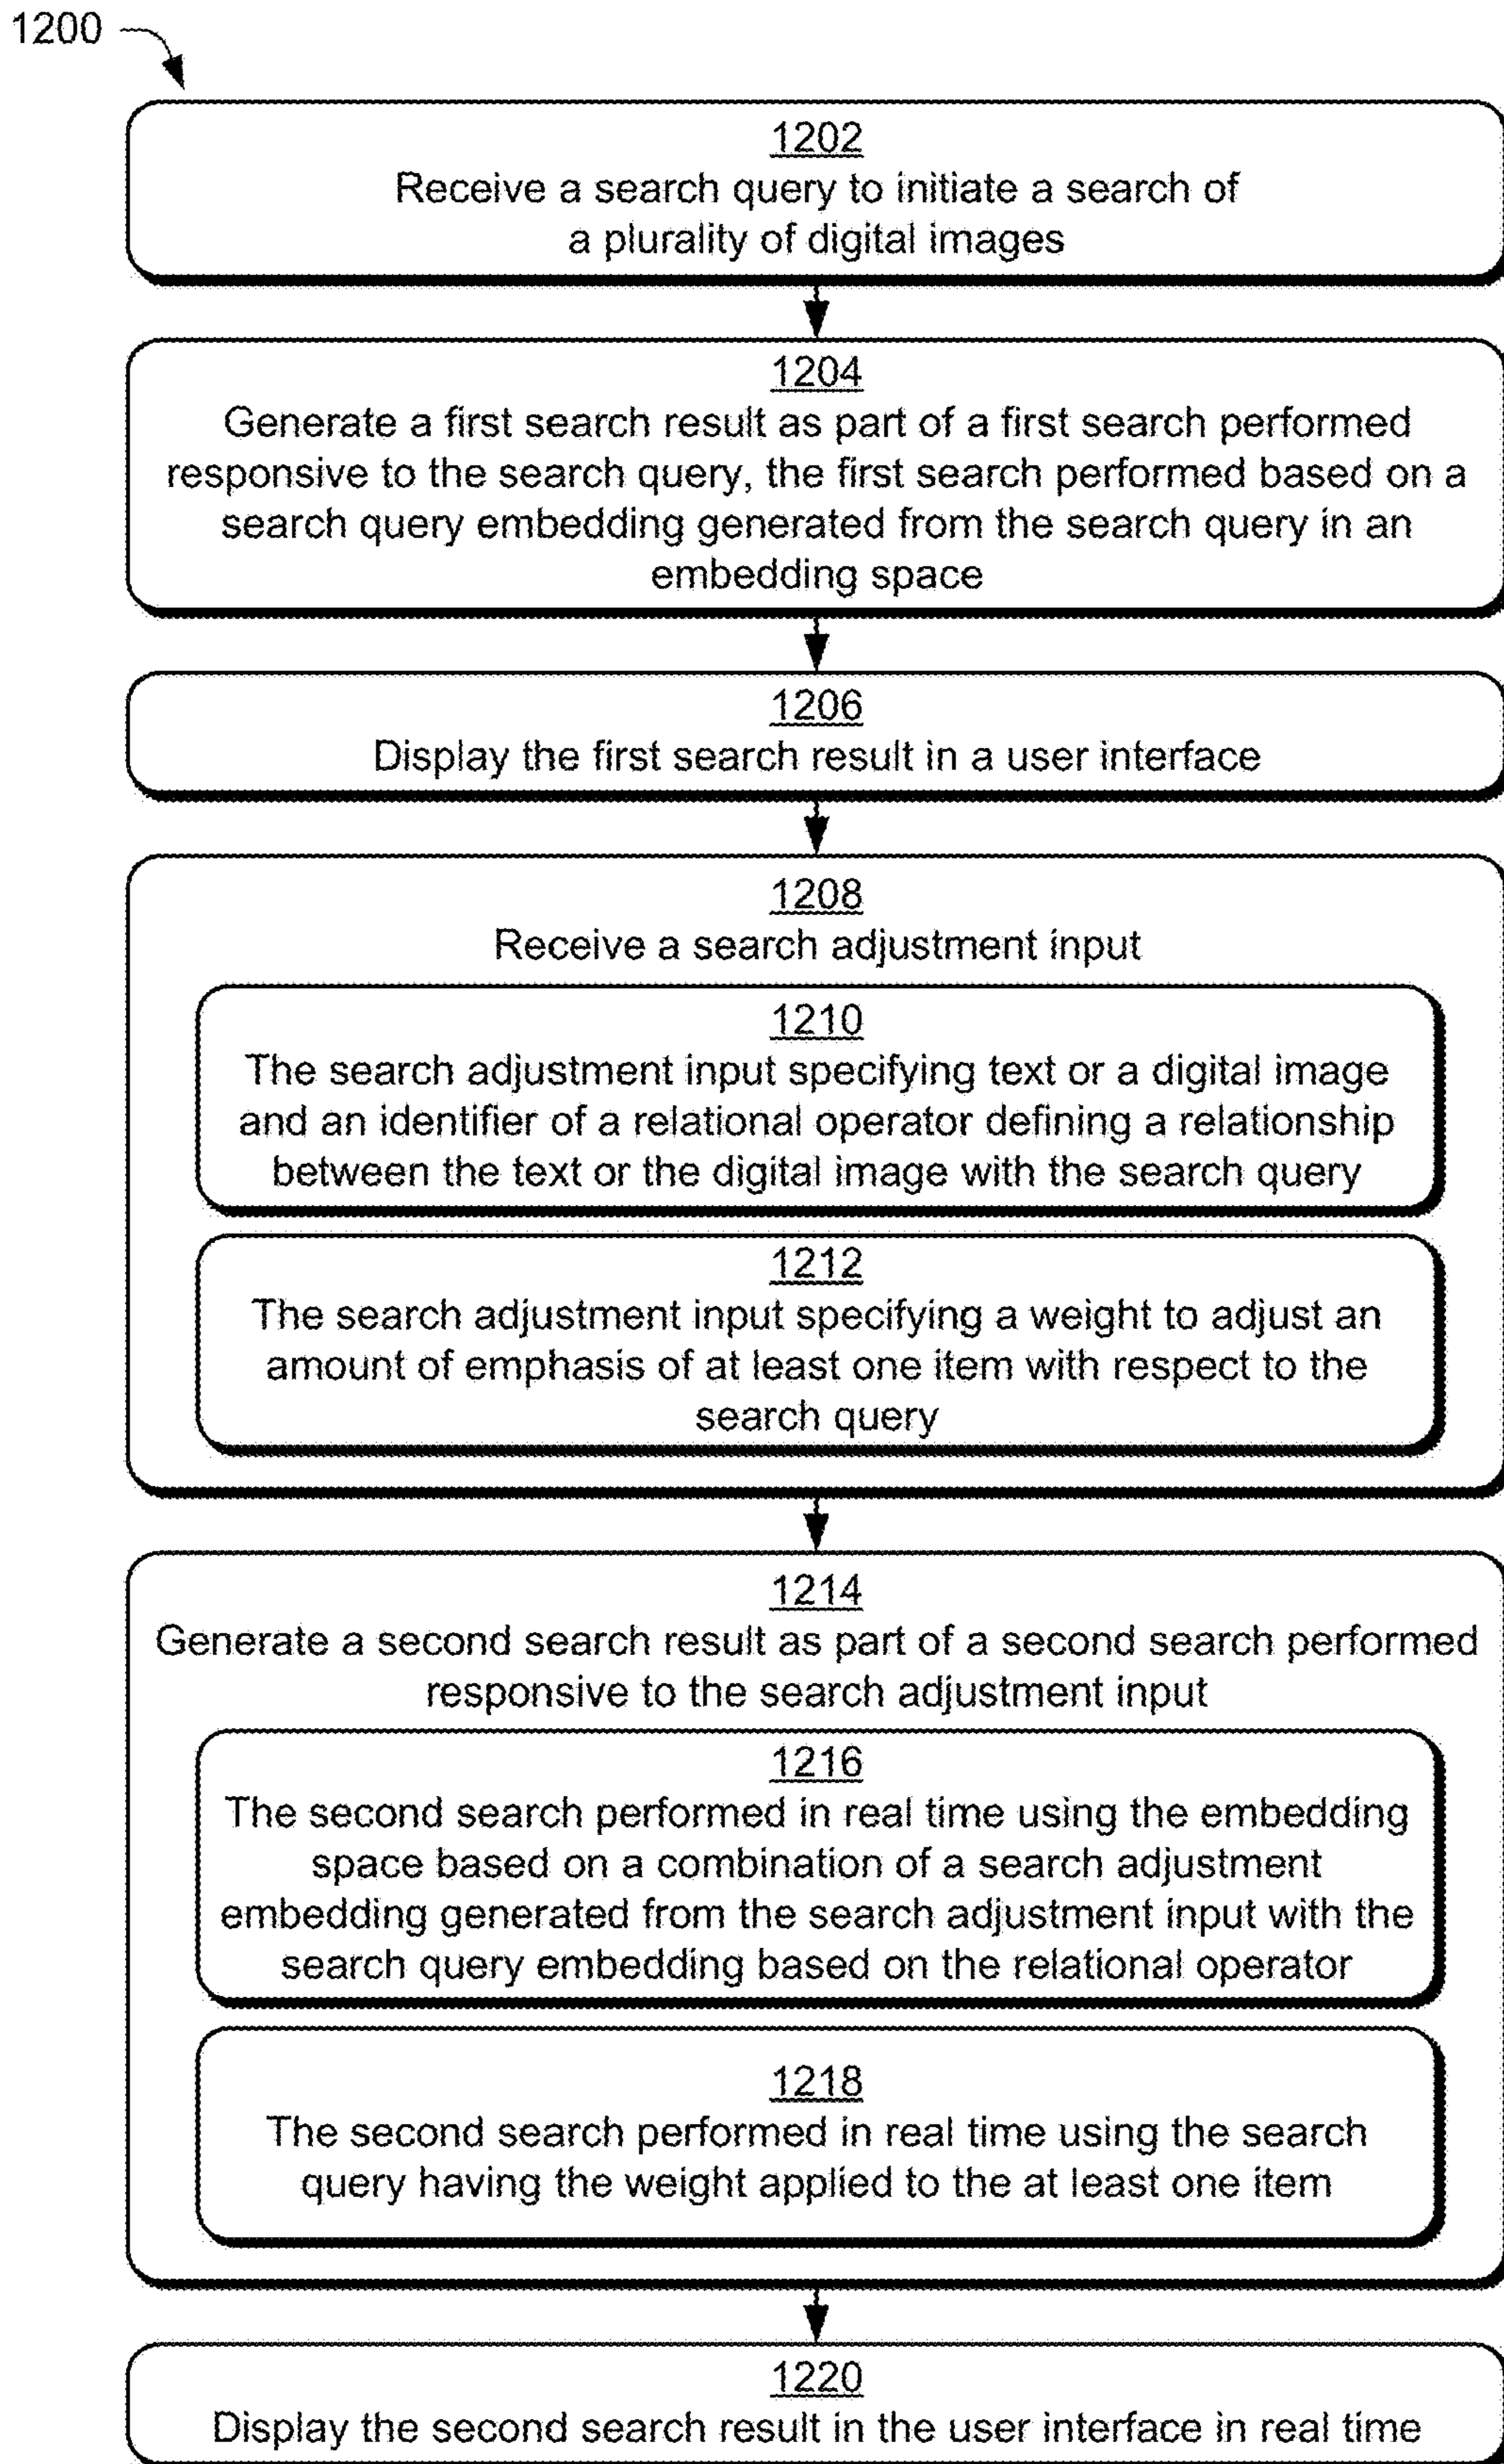 1200
1202
Receive a search query to initiate a search of
a plurality of digital images
1204
Generate a first search result as part of a first search performed
responsive to the search query, the first search performed based on a
search query embedding generated from the search query in an
embedding space
1206
Display the first search result in a user interface
1208
Receive a search adjustment input
1210
The search adjustment input specifying text or a digital image
and an identifier of a relational operator defining a relationship
between the text or the digital image with the search query
1212
The search adjustment input specifying a weight to adjust an
amount of emphasis of at least one item with respect to the
search query
1214
Generate a second search result as part of a second search performed
responsive to the search adjustment input
1216
The second search performed in real time using the embedding
space based on a combination of a search adjustment
embedding generated from the search adjustment input with the
search query embedding based on the relational operator
1218
The second search performed in real time using the search
query having the weight applied to the at least one item
1220
Display the second search result in the user interface in real time